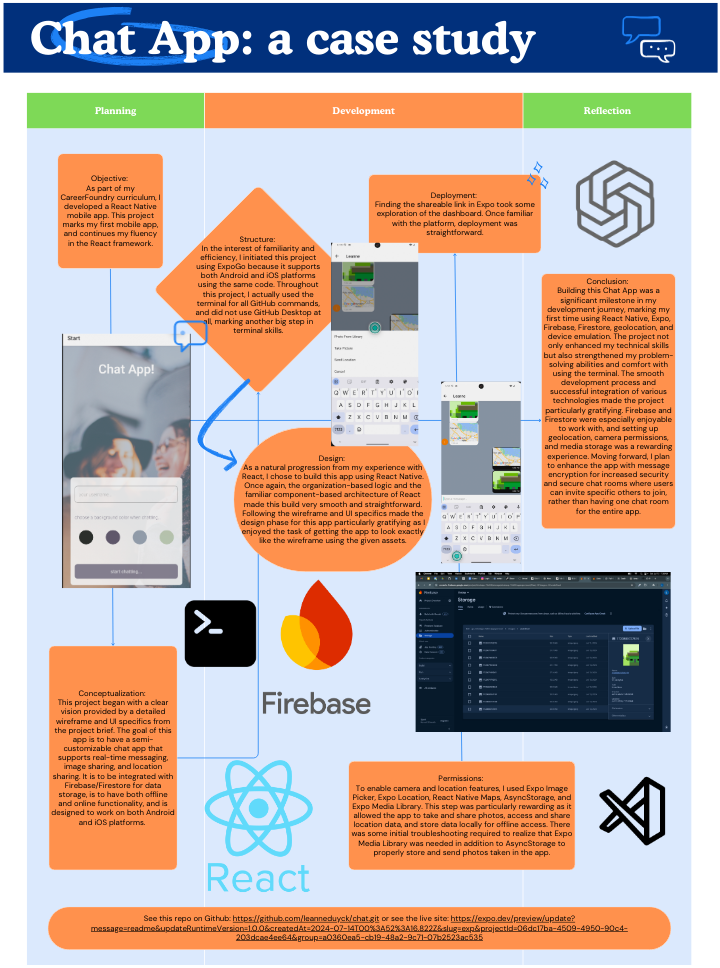 Chat App: a case study
Planning
Development
Reflection
Objective:
As part of my
CareerFoundry curriculum, I
developed a React Native
mobile app. This project
marks my first mobile app,
and continues my fluency
in the React framework.
Structure:
In the interest of familiarity and
efficiency, I initiated this project
using ExpoGo because it supports
both Android and iOS platforms
using the same code. Throughout
this project, I actually used the
terminal for all GitHub commands,
and did not use GitHub Desktop at
all, marking another big step in
terminal skills.
Deployment:
Finding the shareable link in Expo took some
exploration of the dashboard. Once familiar
with the platform, deployment was
straightforward.
Conclusion:
Building this Chat App was a
significant milestone in my
development journey, marking my
first time using React Native, Expo,
Firebase, Firestore, geolocation, and
device emulation. The project not
only enhanced my technical skills
but also strengthened my problem-
solving abilities and comfort with
using the terminal. The smooth
development process and
successful integration of various
technologies made the project
particularly gratifying. Firebase and
Firestore were especially enjoyable
to work with, and setting up
geolocation, camera permissions,
and media storage was a rewarding
experience. Moving forward, I plan
to enhance the app with message
encryption for increased security
and secure chat rooms where users
can invite specific others to join,
rather than having one chat room
for the entire app.
Start
Chat App!
Leanne
Cancel
Q W E R T Y U I O P
A S D F G H J K L
Z X C V B N M
Leanne
Q W E R T Y U I O P
A S D F G H J K L
Z X C V B N M
Design:
As a natural progression from my experience with
React, I chose to build this app using React Native.
Once again, the organization-based logic and the
familiar component-based architecture of React
made this build very smooth and straightforward.
Following the wireframe and UI specifics made the
design phase for this app particularly gratifying as I
enjoyed the task of getting the app to look exactly
like the wireframe using the given assets.
Firebase
Storage
Conceptualization:
This project began with a clear
vision provided by a detailed
wireframe and UI specifics from
the project brief. The goal of this
app is to have a semi-
customizable chat app that
supports real-time messaging,
image sharing, and location
sharing. It is to be integrated with
Firebase/Firestore for data
storage, is to have both offline
and online functionality, and is
designed to work on both Android
and iOS platforms.
React
Permissions:
To enable camera and location features, I used Expo Image
Picker, Expo Location, React Native Maps, AsyncStorage, and
Expo Media Library. This step was particularly rewarding as it
allowed the app to take and share photos, access and share
location data, and store data locally for offline access. There
was some initial troubleshooting required to realize that Expo
Media Library was needed in addition to AsyncStorage to
properly store and send photos taken in the app.
See this repo on Github: https://github.com/leanneduyck/chat.git or see the live site: https://expo.dev/preview/update?
message=readme&updateRuntimeVersion=1.0.0&createdAt=2024-07-14T00%3A52%3A16.822Z&slug=exp&projectId=06dc17ba-4509-4950-90c4-
203dcae4ee64&group=a0360ea5-cb19-48a2-9c71-07b2523ac535